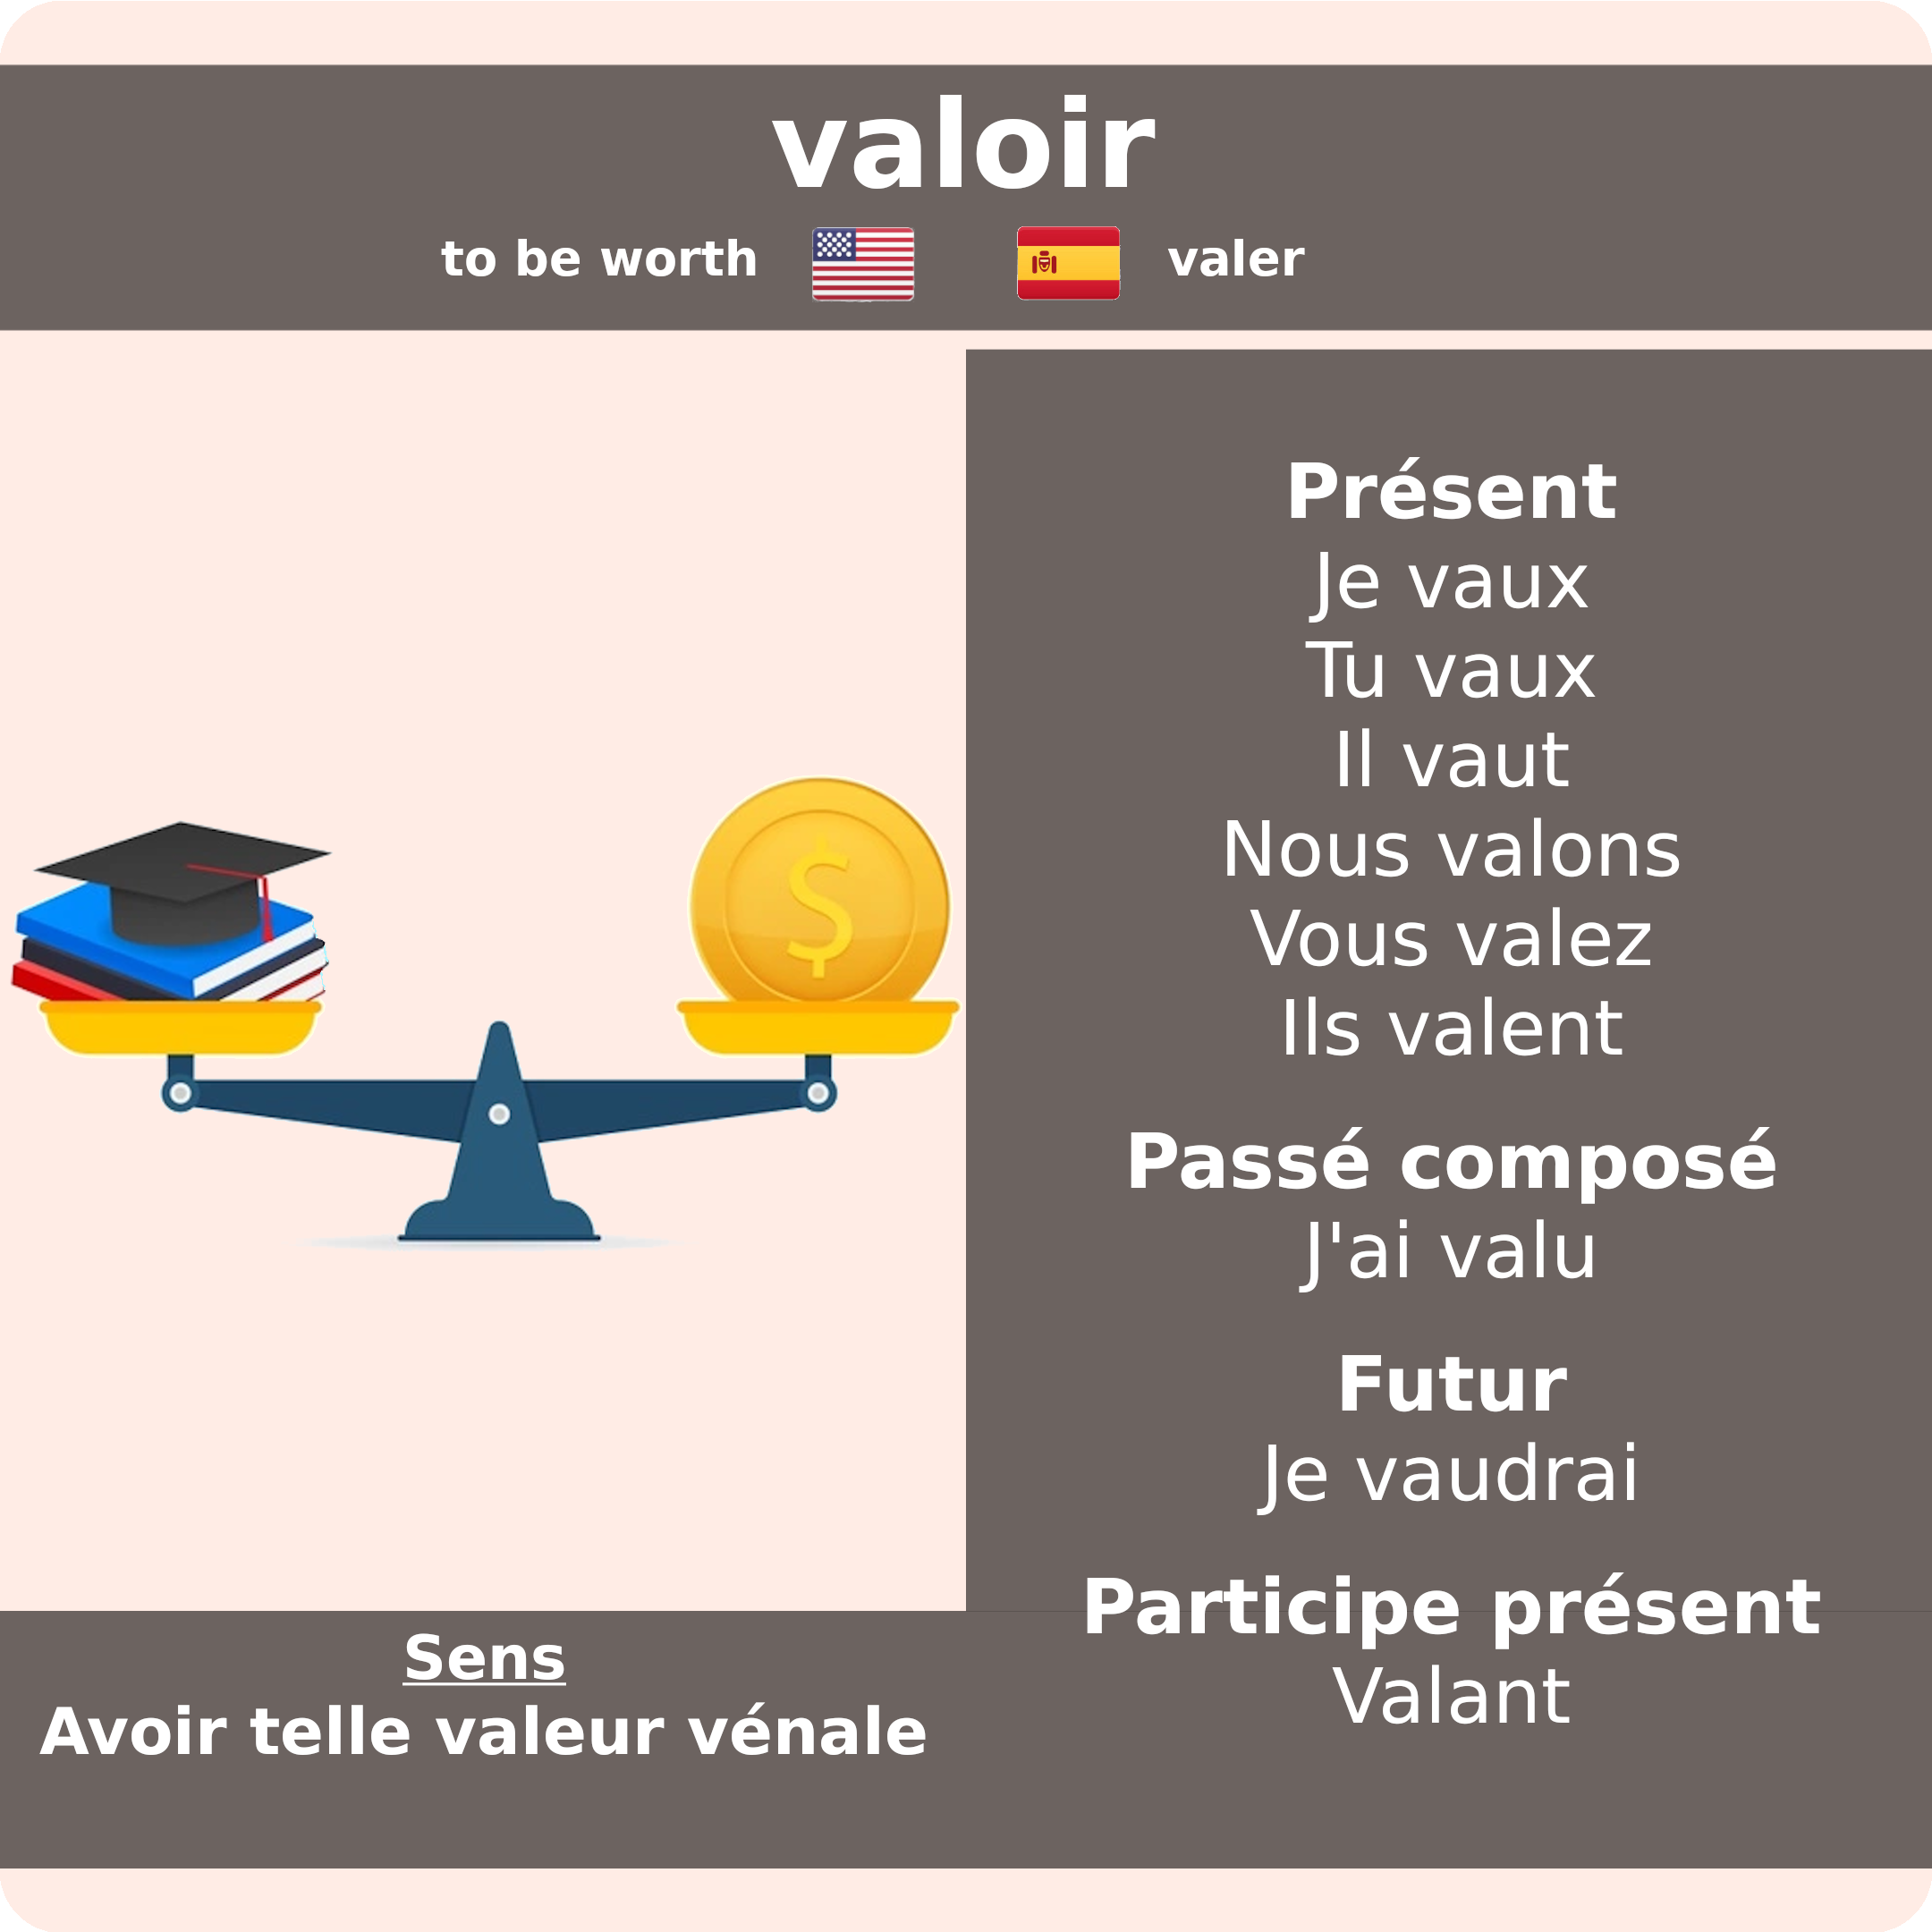 valoir
to be worth
valer
Présent
Je vaux
Tu vaux
Il vaut
Nous valons
Vous valez
Ils valent
Passé composé
J'ai valu
Futur
Je vaudrai
Participe présent
Valant
Sens
Avoir telle valeur vénale
$